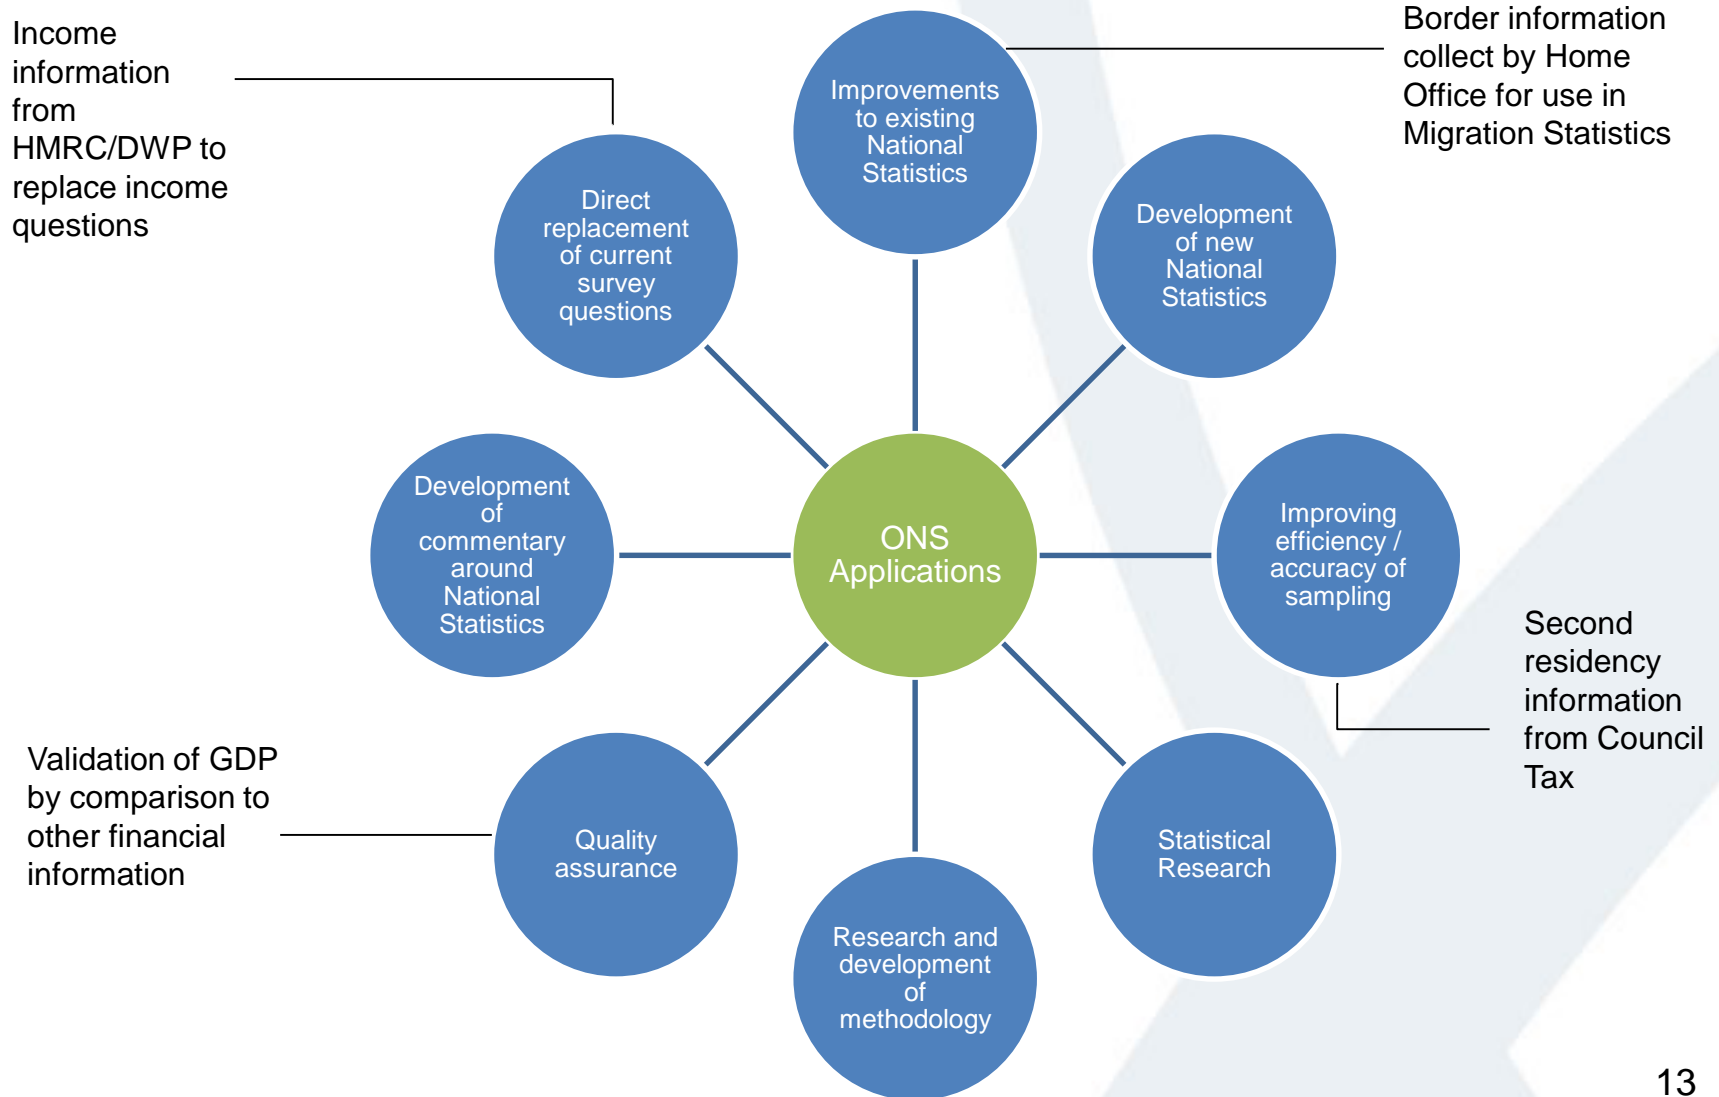 Income
information
from
HMRC/DWP to
replace income
questions
Border information
collect by Home
Office for use in
Migration Statistics
Improvements
to existing
National
Statistics
Direct
replacement
of current
survey
questions
Development
of new
National
Statistics
Development
of
commentary
around
National
Statistics
ONS
Applications
Improving
efficiency /
accuracy of
sampling
Second
residency
information
from Council
Tax
Validation of GDP
by comparison to
other financial
information
Quality
assurance
Statistical
Research
Research and
development
of
methodology
13